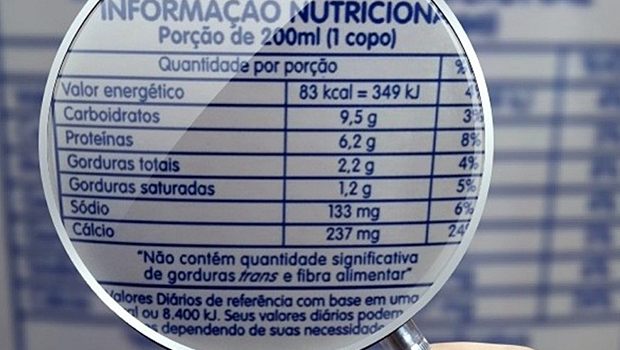 INFORMAÇÃO NUTRICIONA
Porção de 200ml (1 copo)
Quantidade por porção %
Valor energético 83 kcal = 349 kJ 4
Carboidratos 9,5 g 3%
Proteínas 6,2 g 8%
Gorduras totais 2,2 g 4%
Gorduras saturadas 1,2 g 5%
Sódio 133 mg 6%
Cálcio 237 mg 24%
"Não contém quantidade significativa
de gorduras trans e fibra alimentar"
Valores Diários de referência com base em uma
ou 8.400 kJ. Seus valores diários podem
dependendo de suas necessidade